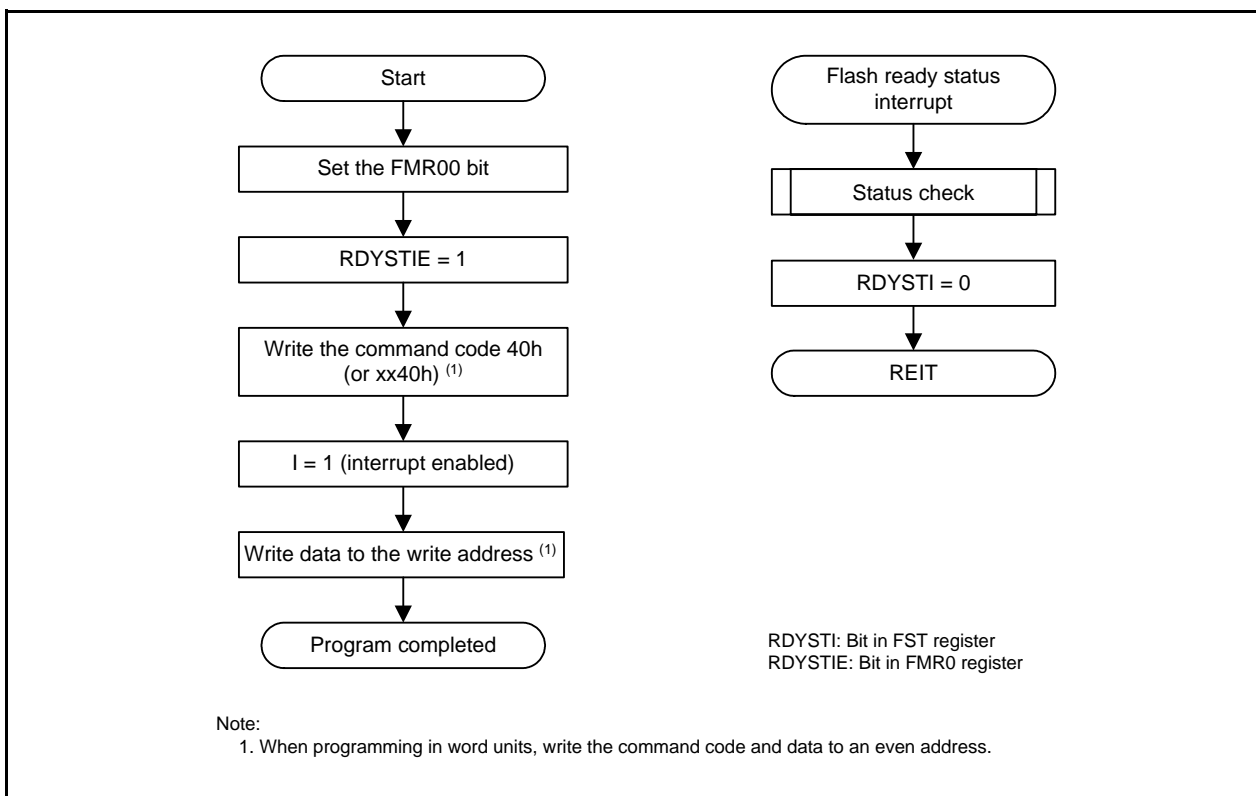 Start
Set the FMR00 bit
RDYSTIE = 1
Write the command code 40h
(or xx40h) (1)
I = 1 (interrupt enabled)
Write data to the write address (1)
Program completed
Flash ready status
interrupt
Status check
RDYSTI = 0
REIT
RDYSTI: Bit in FST register
RDYSTIE: Bit in FMR0 register
Note:
1. When programming in word units, write the command code and data to an even address.